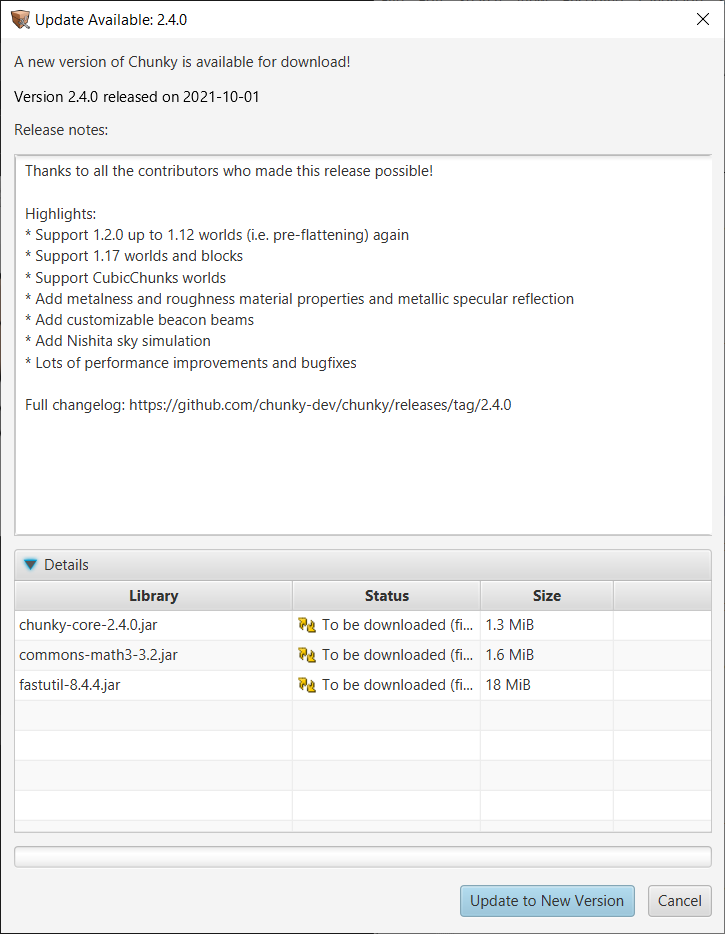 Update Available: 2.4.0
A new version of Chunky is available for download!
Version 2.4.0 released on 2021-10-01
Release notes:
Thanks to all the contributors who made this release possible!
Highlights:
* Support 1.2.0 up to 1.12 worlds (i.e. pre-flattening) again
* Support 1.17 worlds and blocks
* Support CubicChunks worlds
* Add metalness and roughness material properties and metallic specular reflection
* Add customizable beacon beams
* Add Nishita sky simulation
* Lots of performance improvements and bugfixes
Full changelog: https://github.com/chunky-dev/chunky/releases/tag/2.4.0
Details
Library Status Size
chunky-core-2.4.0.jar To be downloaded (fi... 1.3 MiB
commons-math3-3.2.jar To be downloaded (fi... 1.6 MiB
fastutil-8.4.4.jar To be downloaded (fi... 18 MiB
Update to New Version Cancel